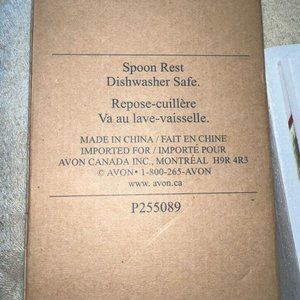 Spoon Rest
Dishwasher Safe.
Repose-cuillère
Va au lave-vaisselle.
MADE IN CHINA / FAIT EN CHINE
IMPORTED FOR / IMPORTÉ POUR
AVON CANADA INC., MONTRÉAL H9R 4R3
© AVON • 1-800-265-AVON
www. avon.ca
P255089